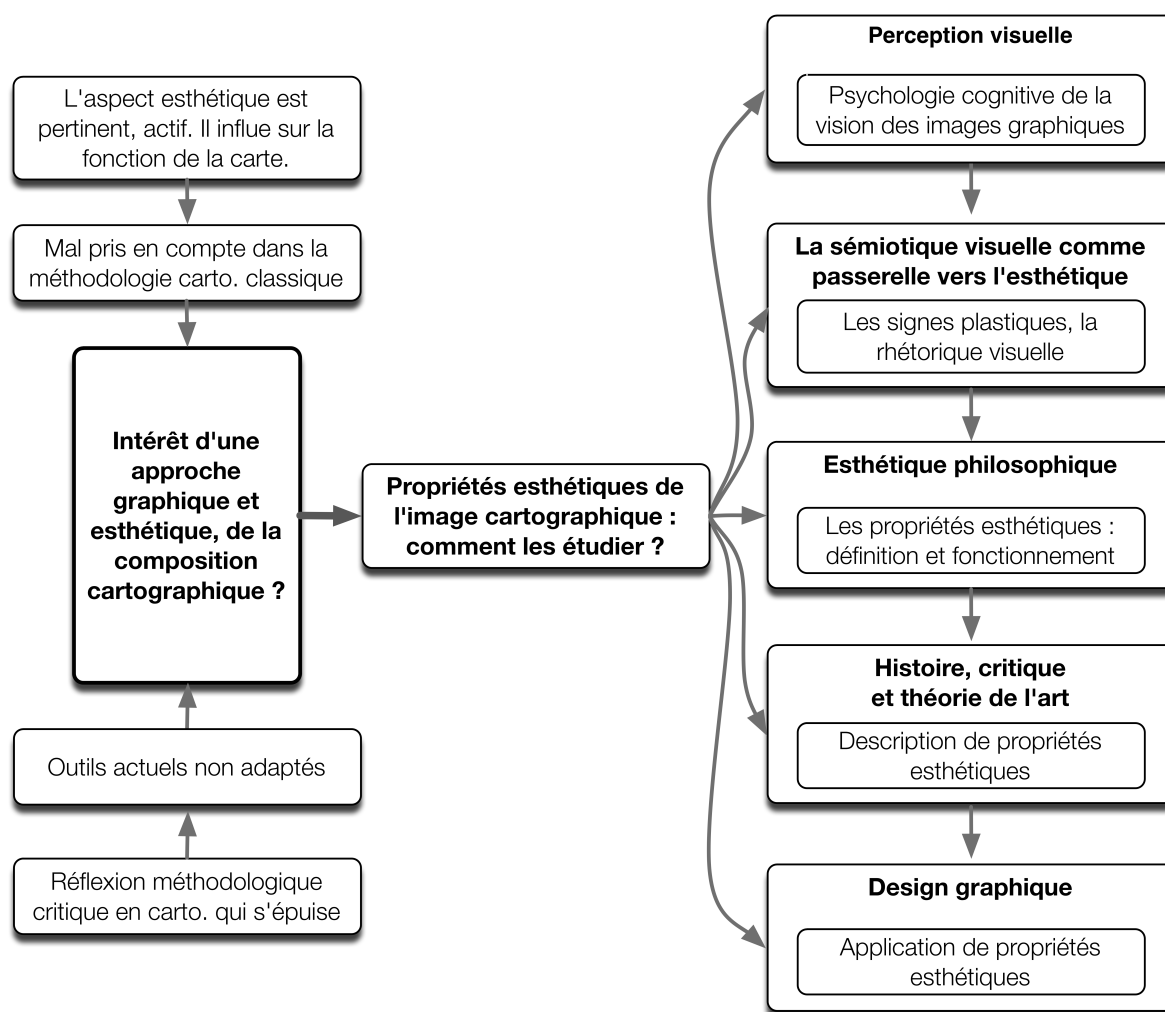 L'aspect esthétique est
pertinent, actif. Il influe sur la
fonction de la carte.
Mal pris en compte dans la
méthodologie carto. classique
Intérêt d'une
approche
graphique et
esthétique, de la
composition
cartographique ?
Outils actuels non adaptés
Réflexion méthodologique
critique en carto. qui s'épuise
Propriétés esthétiques de
l'image cartographique :
comment les étudier ?
Perception visuelle
Psychologie cognitive de la
vision des images graphiques
La sémiotique visuelle comme
passerelle vers l'esthétique
Les signes plastiques, la
rhétorique visuelle
Esthétique philosophique
Les propriétés esthétiques :
définition et fonctionnement
Histoire, critique
et théorie de l'art
Description de propriétés
esthétiques
Design graphique
Application de propriétés
esthétiques